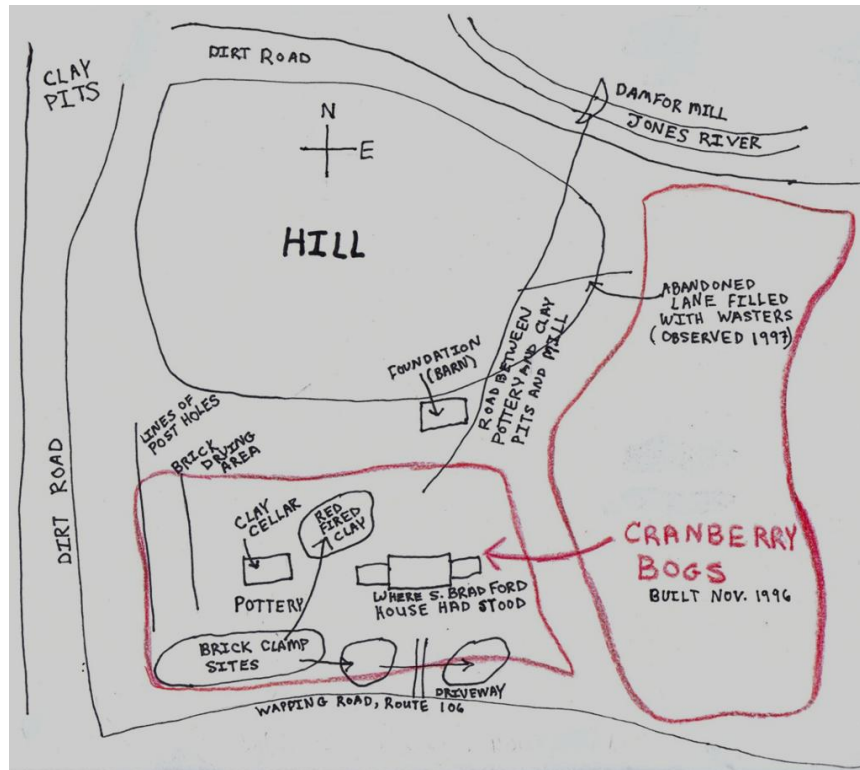 CLAY
PITS
DIRT ROAD
DAM FOR MILL
JONES RIVER
N
E
HILL
ABANDONED
LANE FILLED
WITH WASTERS
(OBSERVED 1997)
FOUNDATION
(BARN)
ROAD BETWEEN
POTTERY AND CLAY
PITS AND MILL
LINES OF
POST HOLES
BRICK
DRYING
AREA
DIRT ROAD
CLAY
CELLAR
RED
FIRED
CLAY
POTTERY
WHERE S. BRADFORD
HOUSE HAD STOOD
CRANBERRY
BOGS
BUILT NOV. 1996
BRICK CLAMP
SITES
DRIVEWAY
WAPPING ROAD, ROUTE 106